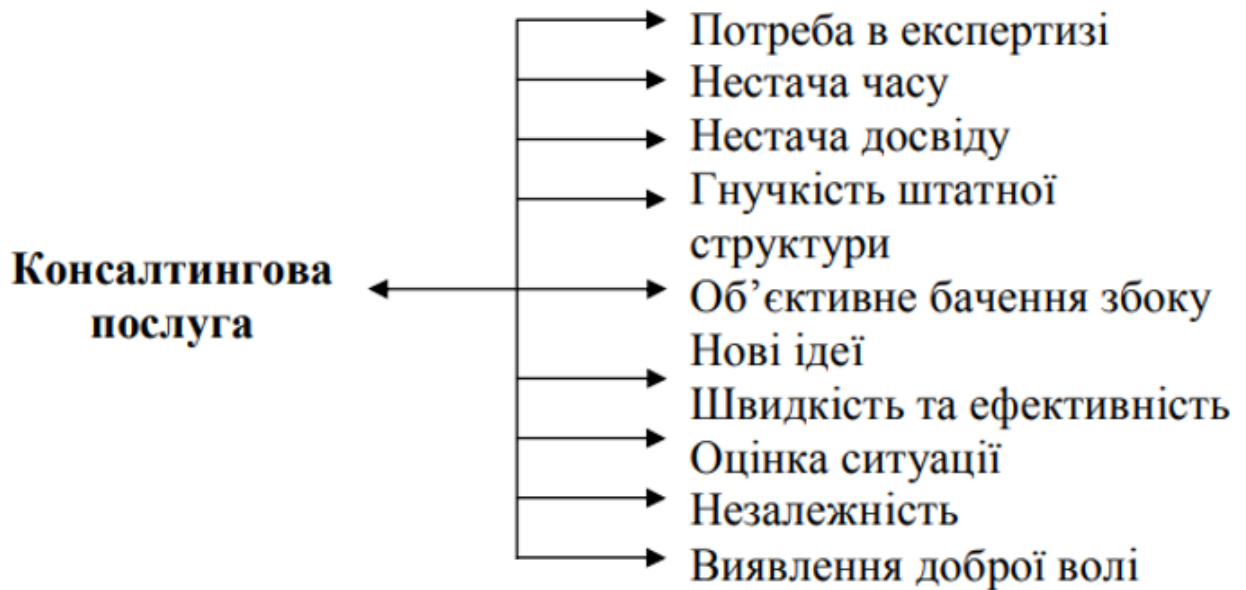 Консалтингова
послуга
Потреба в експертизі
Нестача часу
Нестача досвіду
Гнучкість штатної
структури
Об’єктивне бачення збоку
Нові ідеї
Швидкість та ефективність
Оцінка ситуації
Незалежність
Виявлення доброї волі